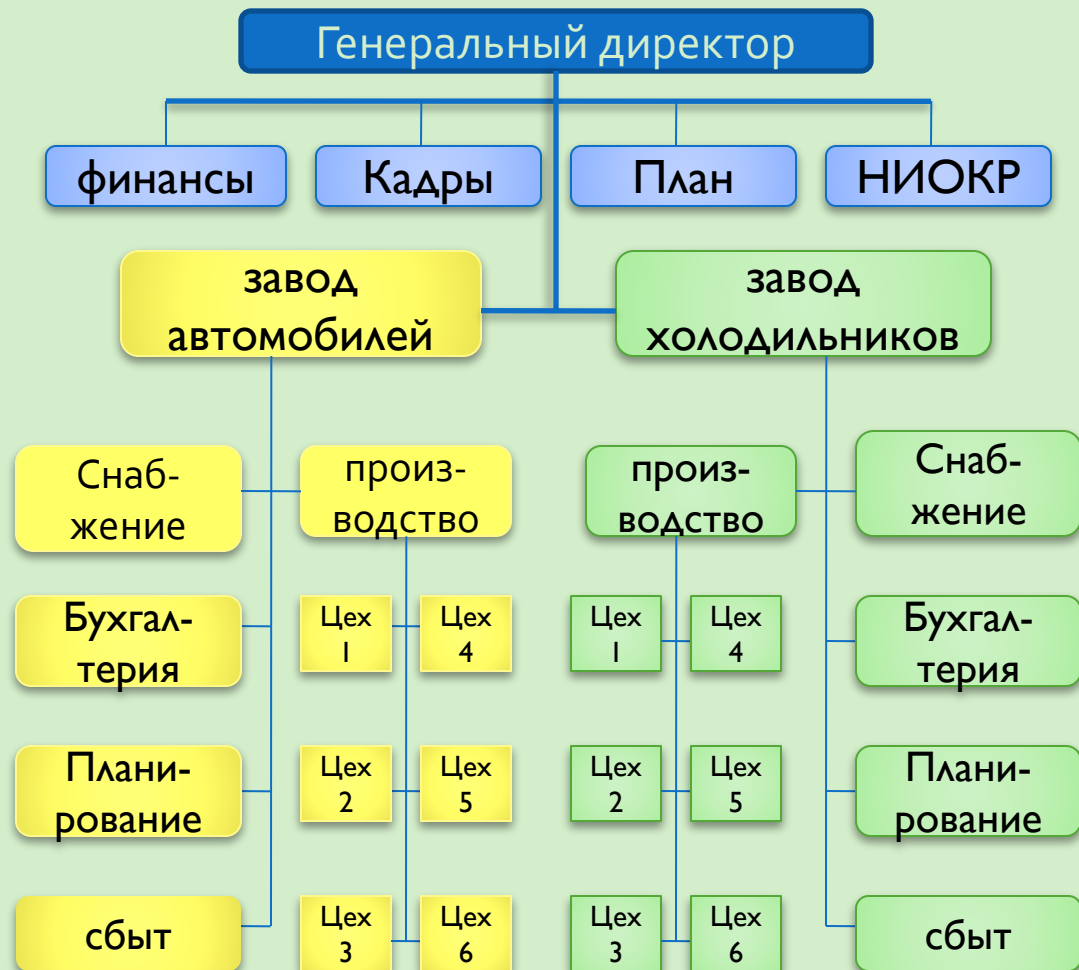 Генеральный директор
финансы
Кадры
План
НИОКР
завод
автомобилей
завод
холодильников
Снаб-
жение
произ-
водство
произ-
водство
Снаб-
жение
Бухгал-
терия
Цех
1
Цех
4
Цех
1
Цех
4
Бухгал-
терия
Плани-
рование
Цех
2
Цех
5
Цех
2
Цех
5
Плани-
рование
сбыт
Цех
3
Цех
6
Цех
3
Цех
6
сбыт